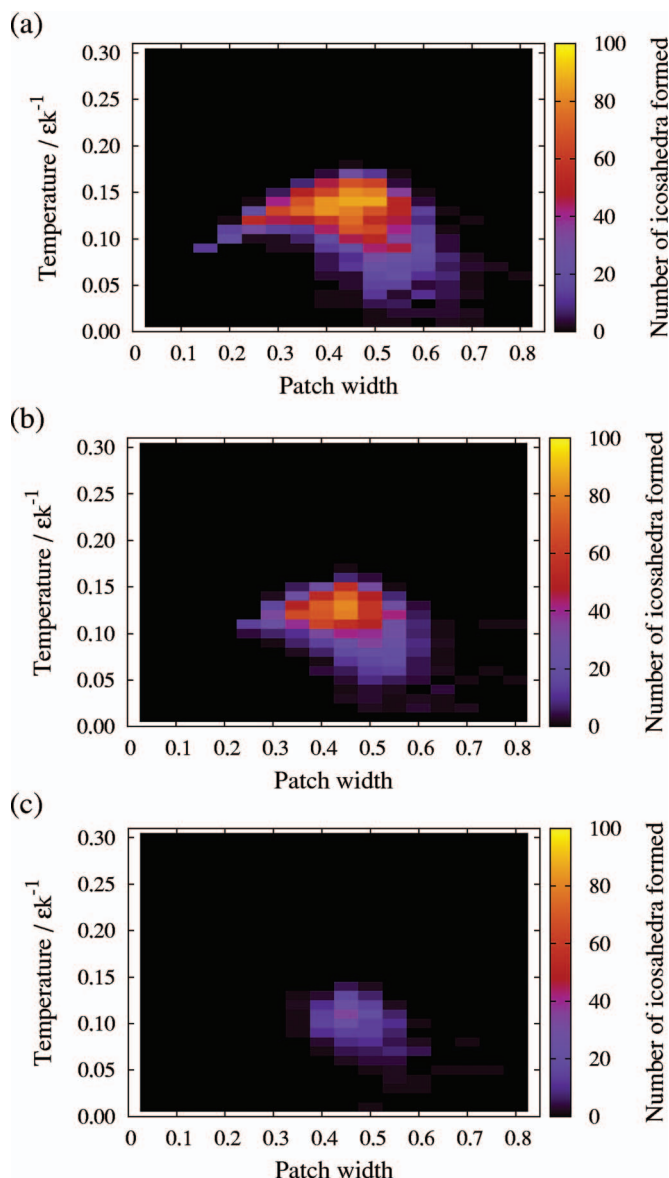 (a)
0.30
0.25
0.20
0.15
0.10
0.05
0.00
Temperature / εk⁻¹
0 0.1 0.2 0.3 0.4 0.5 0.6 0.7 0.8
Patch width
100
80
60
40
20
0
Number of icosahedra formed
(b)
0.30
0.25
0.20
0.15
0.10
0.05
0.00
Temperature / εk⁻¹
0 0.1 0.2 0.3 0.4 0.5 0.6 0.7 0.8
Patch width
100
80
60
40
20
0
Number of icosahedra formed
(c)
0.30
0.25
0.20
0.15
0.10
0.05
0.00
Temperature / εk⁻¹
0 0.1 0.2 0.3 0.4 0.5 0.6 0.7 0.8
Patch width
100
80
60
40
20
0
Number of icosahedra formed